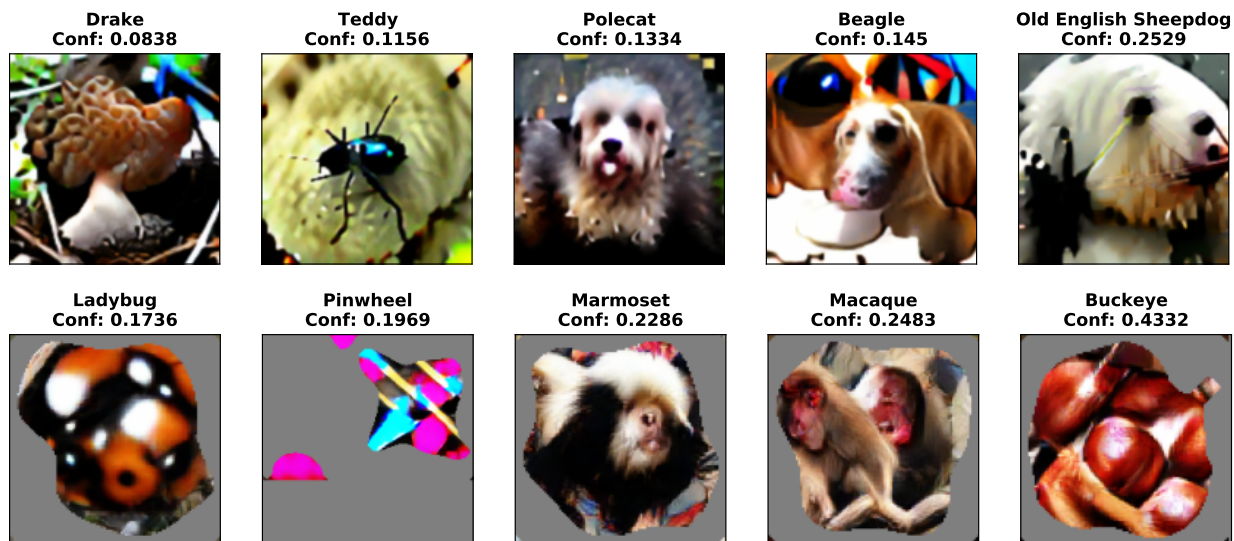 Drake
Conf: 0.0838
Teddy
Conf: 0.1156
Polecat
Conf: 0.1334
Beagle
Conf: 0.145
Old English Sheepdog
Conf: 0.2529
Ladybug
Conf: 0.1736
Pinwheel
Conf: 0.1969
Marmoset
Conf: 0.2286
Macaque
Conf: 0.2483
Buckeye
Conf: 0.4332